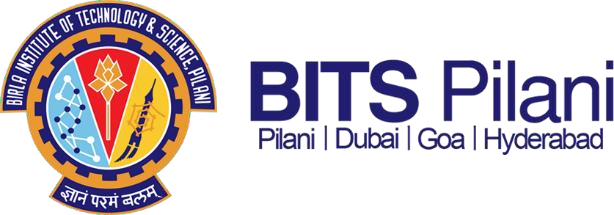 BIRLA INSTITUTE OF TECHNOLOGY & SCIENCE, PILANI
ज्ञानं परमं बलम्
BITS Pilani
Pilani | Dubai | Goa | Hyderabad